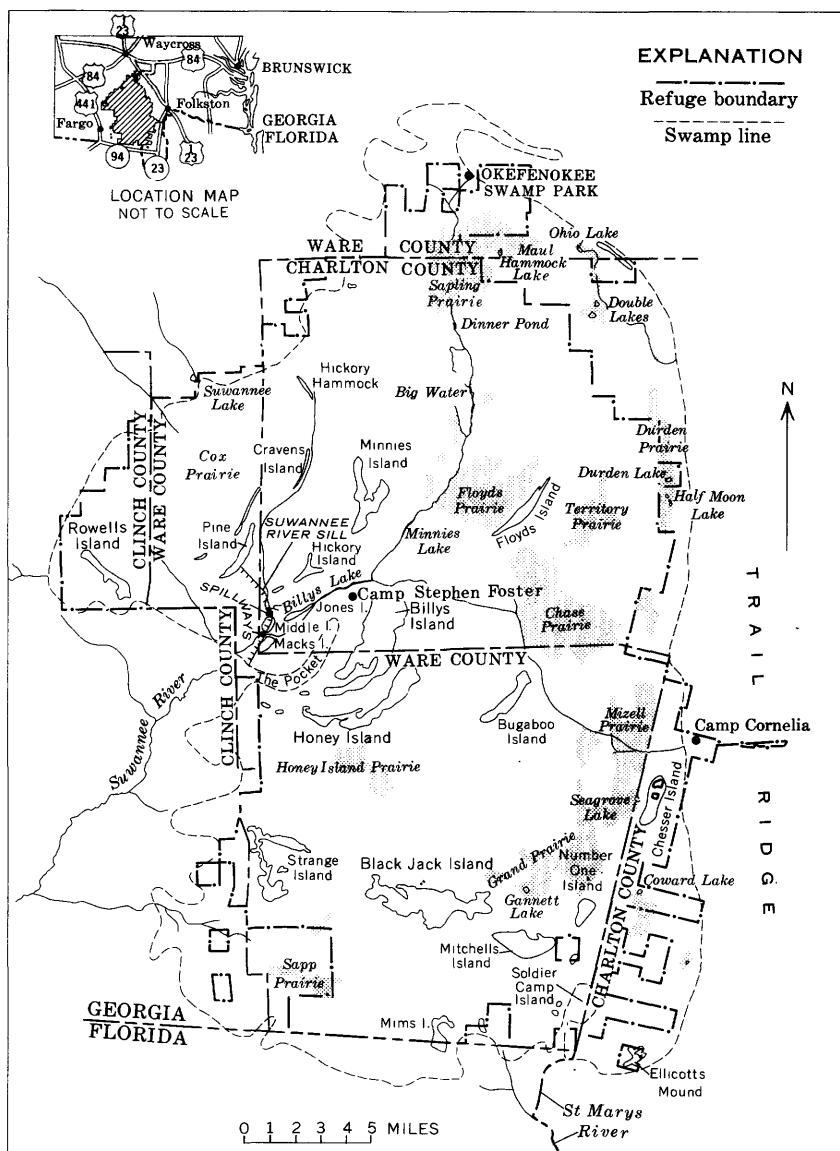 23
Waycross
84
84
BRUNSWICK
441
Folkston
Fargo
GEORGIA
FLORIDA
94
23
1
23
LOCATION MAP
NOT TO SCALE
EXPLANATION
Refuge boundary
Swamp line
OKEFENOKEE
SWAMP PARK
Ohio Lake
WARE COUNTY
CHARLTON COUNTY
Maul
Hammock
Lake
Sapling
Prairie
Double
Lakes
Dinner Pond
Hickory
Hammock
Suwannee
Lake
Big Water
N
CLINCH COUNTY
WARE COUNTY
Cox
Prairie
Cravens
Island
Minnies
Island
Durden
Prairie
Durden Lake
Half Moon
Lake
Floyds
Prairie
Floyds Island
Territory
Prairie
Rowells
Island
Pine
Island
SUWANNEE
RIVER SILL
Hickory
Island
Minnies
Lake
SPILLWAYS
Billys Lake
Camp Stephen Foster
Jones I.
Billys
Island
Middle I.
Macks I.
Chase
Prairie
WARE COUNTY
The Pocket
CLINCH COUNTY
Suwannee River
Honey Island
Bugaboo
Island
Mizell
Prairie
Camp Cornelia
Honey Island Prairie
Seagrove
Lake
Chesser Island
TRAIL RIDGE
Strange
Island
Black Jack Island
Grand Prairie
Number
One
Island
Coward Lake
Gannett
Lake
CHARLTON COUNTY
Mitchells
Island
Sapp
Prairie
Soldier
Camp
Island
GEORGIA
FLORIDA
Mims I.
Ellicotts
Mound
St Marys
River
0 1 2 3 4 5 MILES